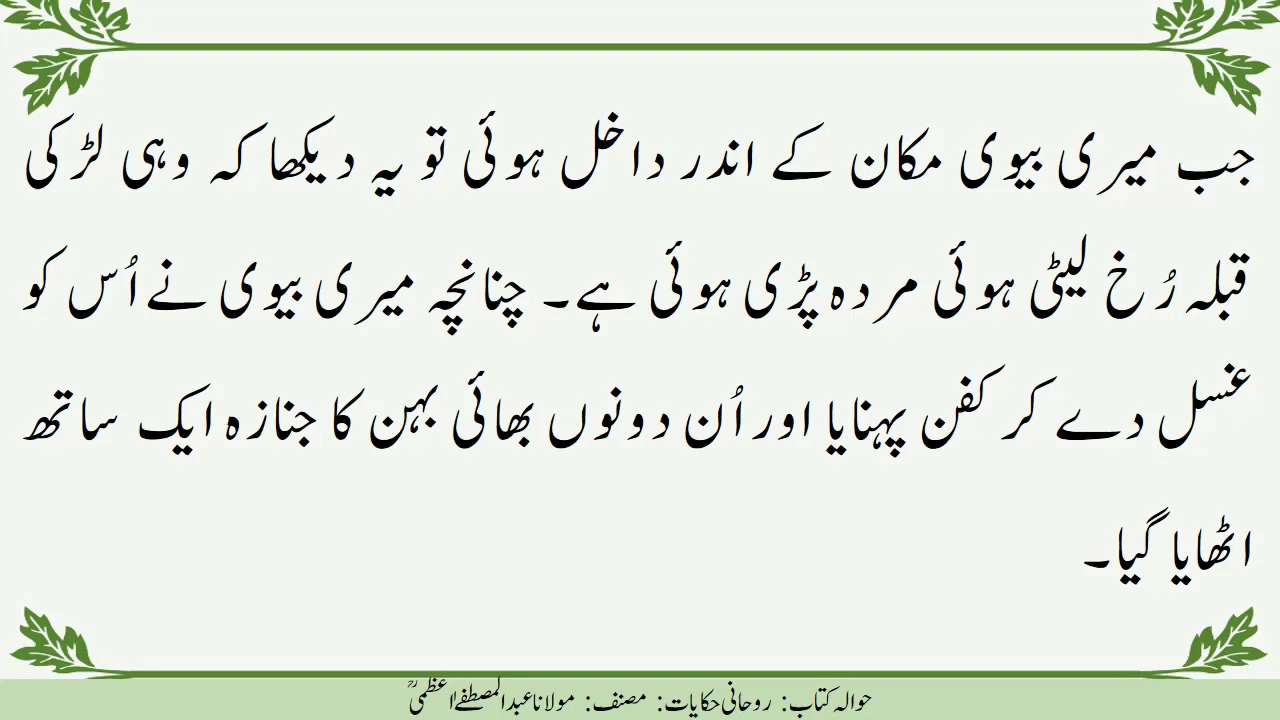 جب میری بیوی مکان کے اندر داخل ہوئی تو یہ دیکھا کہ وہی لڑکی
قبلہ رُخ لیٹی ہوئی مردہ پڑی ہوئی ہے۔ چنانچہ میری بیوی نے اُس کو
غسل دے کر کفن پہنایا اور اُن دونوں بھائی بہن کا جنازہ ایک ساتھ
اٹھایا گیا۔
حوالہ کتاب: روحانی حکایات: مصنف: مولانا عبدالمصطفےٰ اعظمیؒ